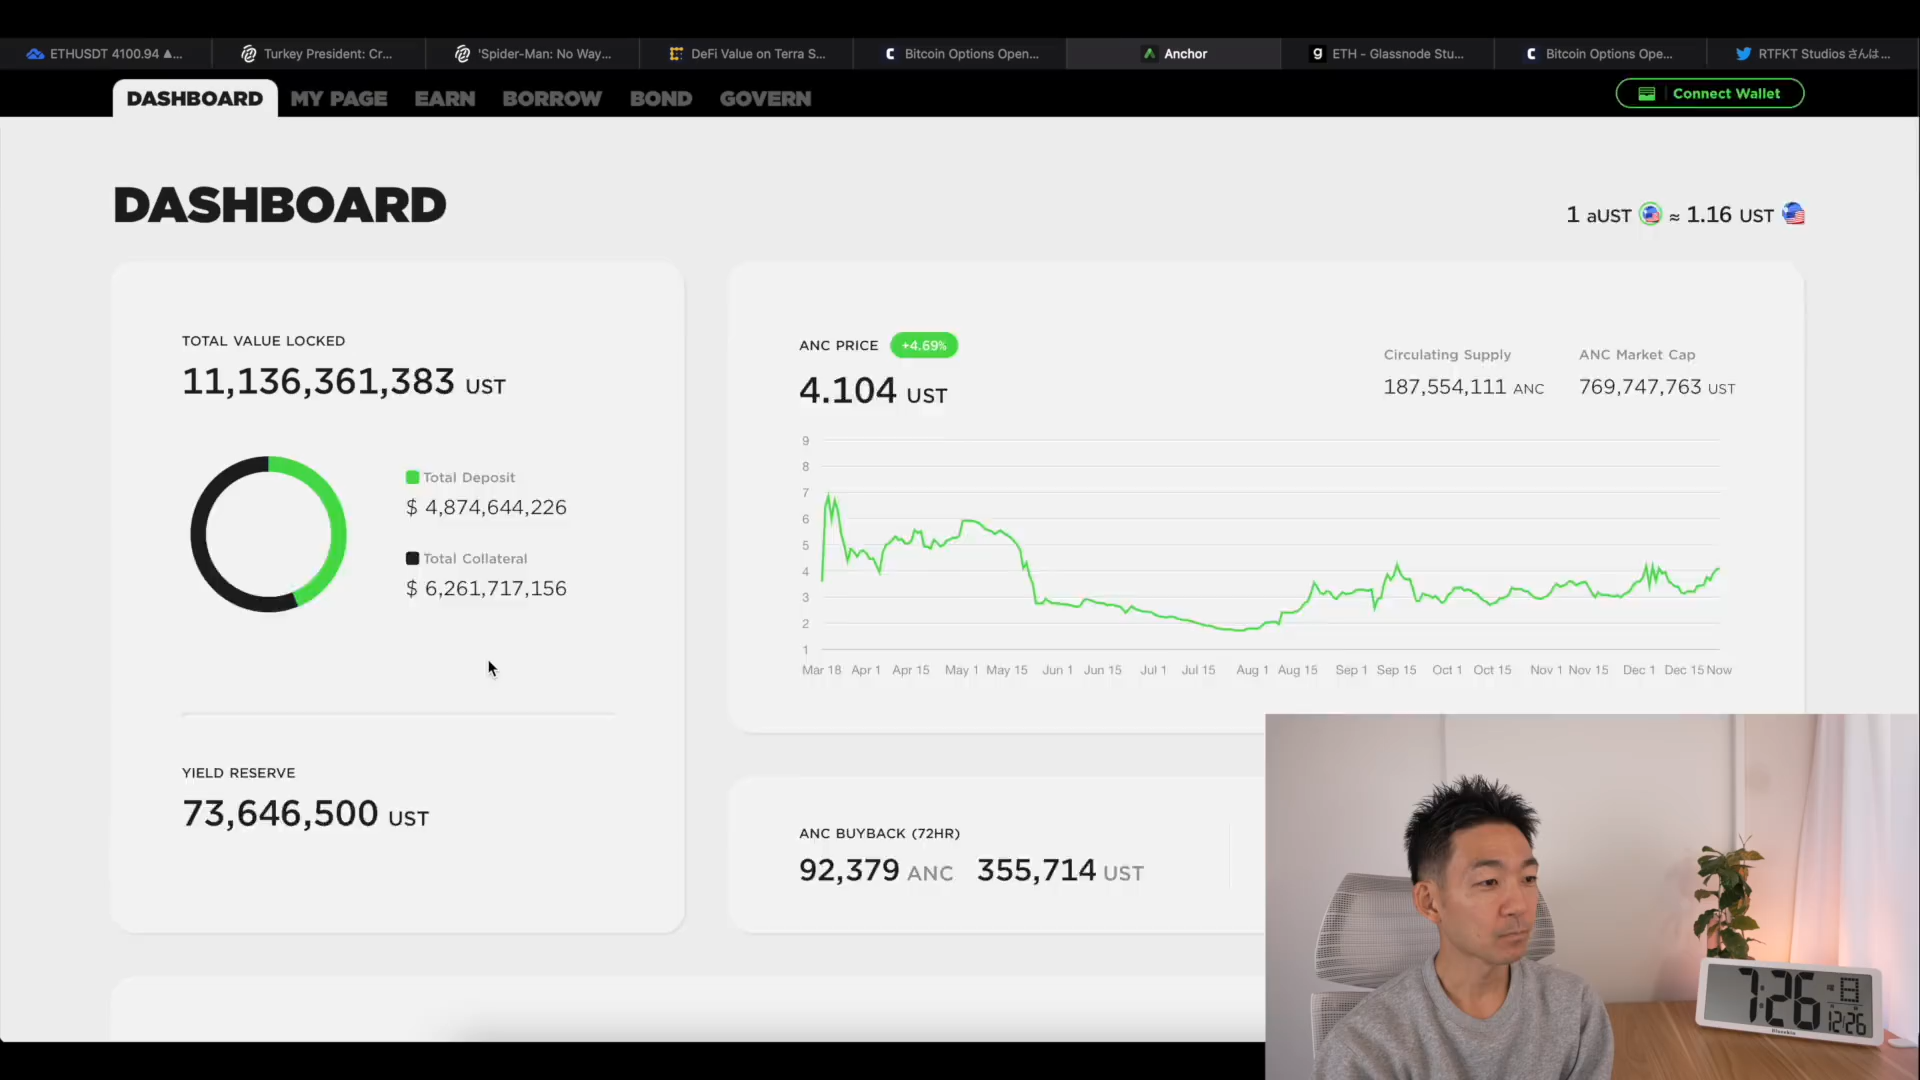 ETHUSDT 4100.94 ▲...
Turkey President: Cr...
'Spider-Man: No Way...
DeFi Value on Terra S...
Bitcoin Options Open...
Anchor
ETH - Glassnode Stu...
Bitcoin Options Ope...
RTFKT Studios さんは...
DASHBOARD
MY PAGE
EARN
BORROW
BOND
GOVERN
Connect Wallet
DASHBOARD
1 aUST ≈ 1.16 UST
TOTAL VALUE LOCKED
11,136,361,383 UST
Total Deposit
$ 4,874,644,226
Total Collateral
$ 6,261,717,156
YIELD RESERVE
73,646,500 UST
ANC PRICE +4.69%
4.104 UST
Circulating Supply
187,554,111 ANC
ANC Market Cap
769,747,763 UST
9
8
7
6
5
4
3
2
1
Mar 18 Apr 1 Apr 15 May 1 May 15 Jun 1 Jun 15 Jul 1 Jul 15 Aug 1 Aug 15 Sep 1 Sep 15 Oct 1 Oct 15 Nov 1 Nov 15 Dec 1 Dec 15 Now
ANC BUYBACK (72HR)
92,379 ANC 355,714 UST
7:26
12/26